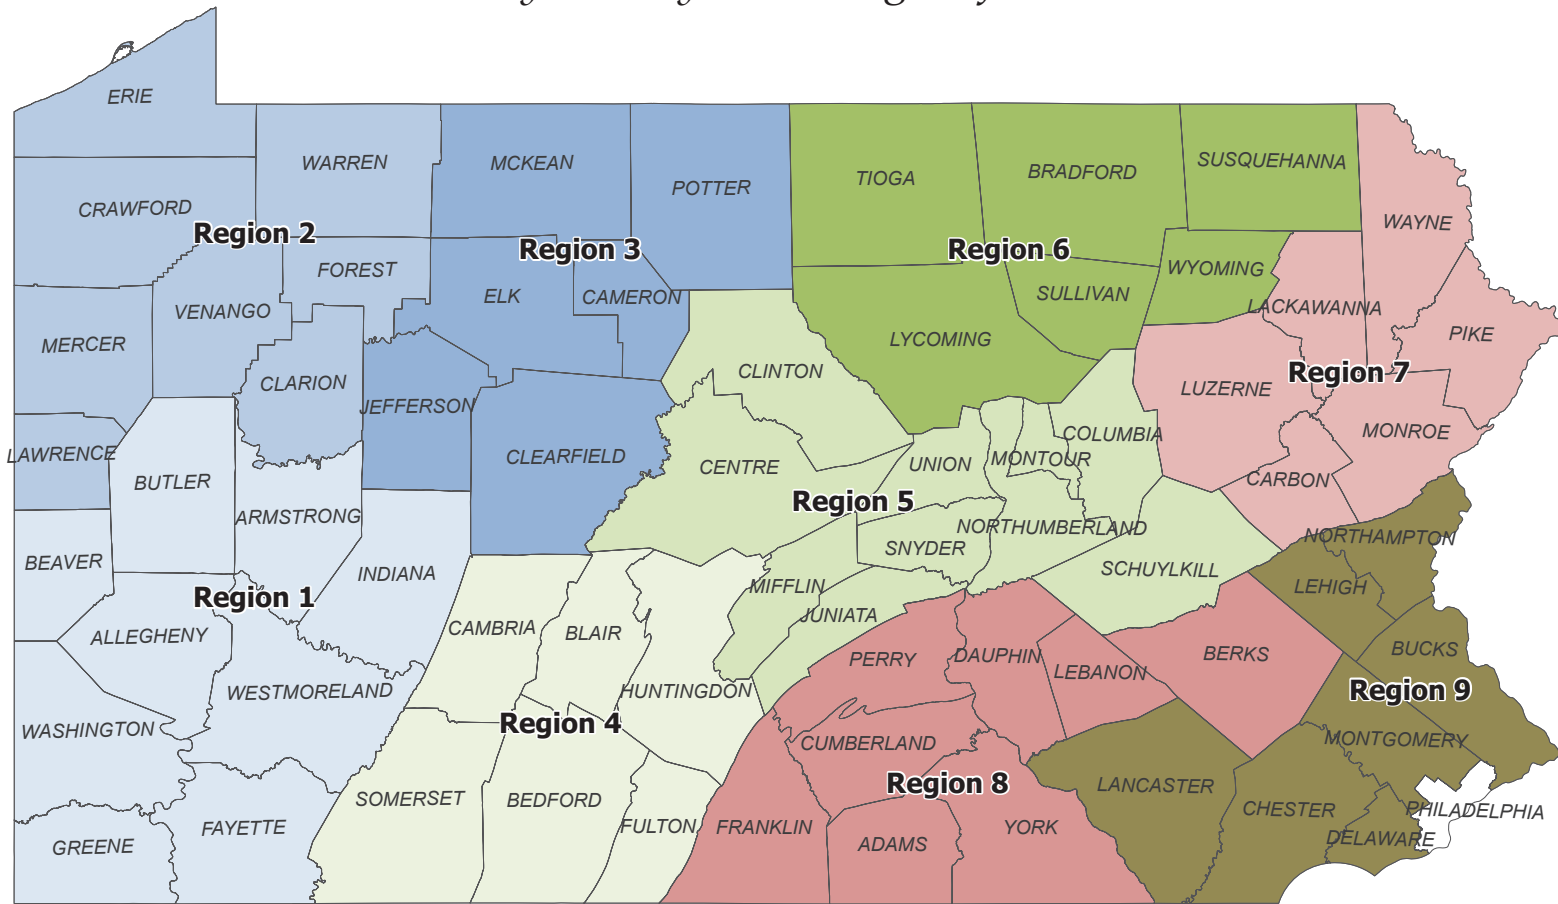 ERIE
WARREN
MCKEAN
POTTER
TIOGA
BRADFORD
SUSQUEHANNA
CRAWFORD
WAYNE
Region 2
Region 3
Region 6
FOREST
ELK
CAMERON
WYOMING
SULLIVAN
LACKAWANNA
VENANGO
MERCER
LYCOMING
PIKE
CLINTON
Region 7
CLARION
LUZERNE
JEFFERSON
COLUMBIA
MONROE
LAWRENCE
CLEARFIELD
CENTRE
UNION
MONTOUR
BUTLER
CARBON
Region 5
ARMSTRONG
NORTHUMBERLAND
NORTHAMPTON
SNYDER
BEAVER
INDIANA
SCHUYLKILL
MIFFLIN
LEHIGH
Region 1
JUNIATA
ALLEGHENY
CAMBRIA
BLAIR
BUCKS
PERRY
DAUPHIN
BERKS
LEBANON
WESTMORELAND
HUNTINGDON
Region 9
WASHINGTON
Region 4
CUMBERLAND
MONTGOMERY
Region 8
LANCASTER
SOMERSET
BEDFORD
CHESTER
PHILADELPHIA
FAYETTE
FULTON
FRANKLIN
YORK
DELAWARE
GREENE
ADAMS